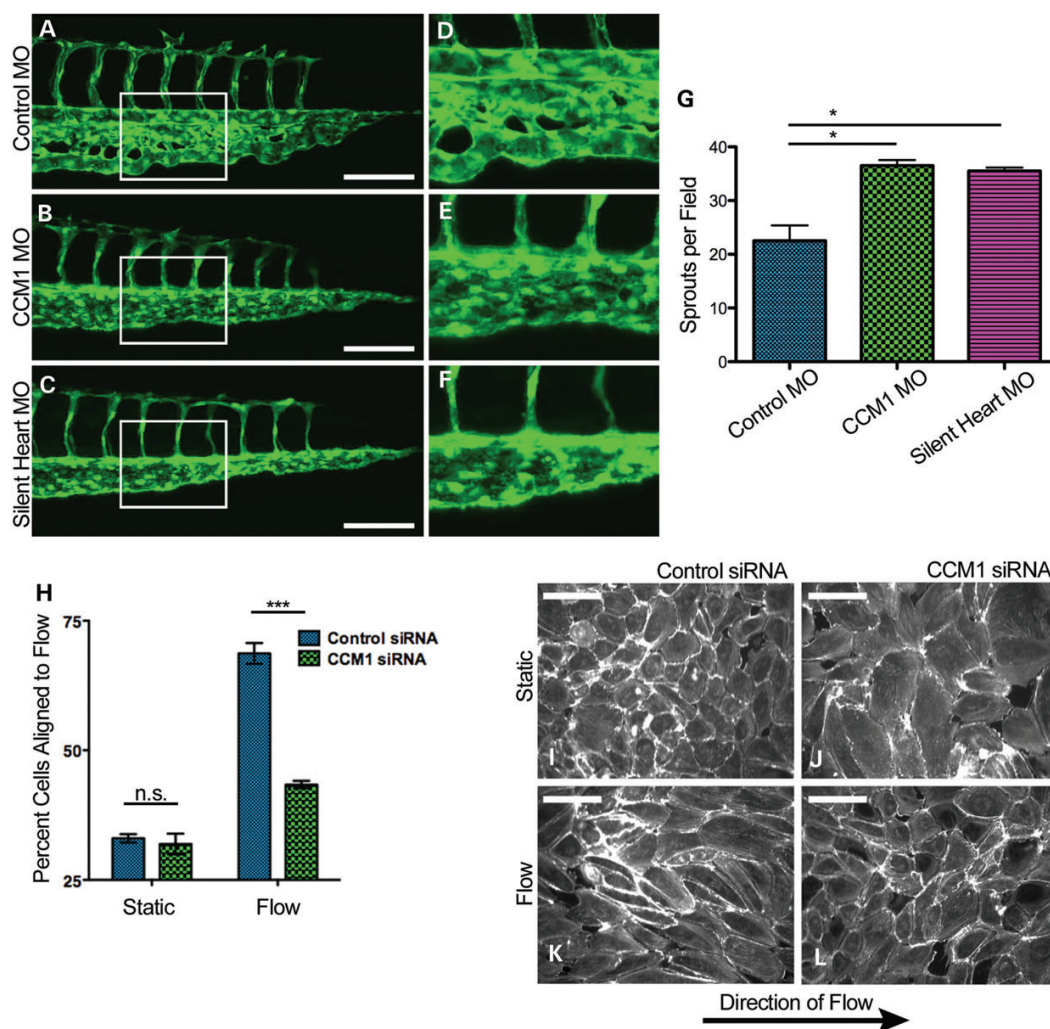 A
Control MO
D
B
CCM1 MO
E
C
Silent Heart MO
F
G
*
*
40
30
20
10
0
Sprouts per Field
Control MO
CCM1 MO
Silent Heart MO
H
***
75
50
25
n.s.
Percent Cells Aligned to Flow
Control siRNA
CCM1 siRNA
Static
Flow
Control siRNA
CCM1 siRNA
Static
I
J
Flow
K
L
Direction of Flow